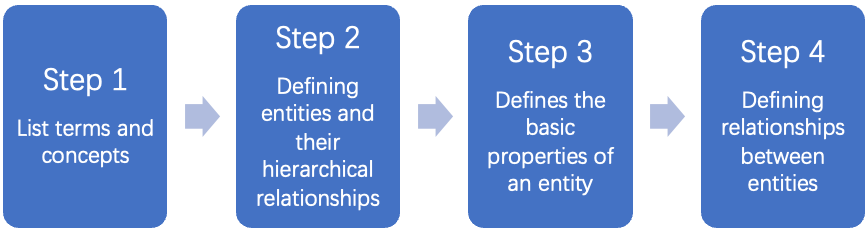 Step 1
List terms and
concepts
Step 2
Defining
entities and
their
hierarchical
relationships
Step 3
Defines the
basic
properties of
an entity
Step 4
Defining
relationships
between
entities